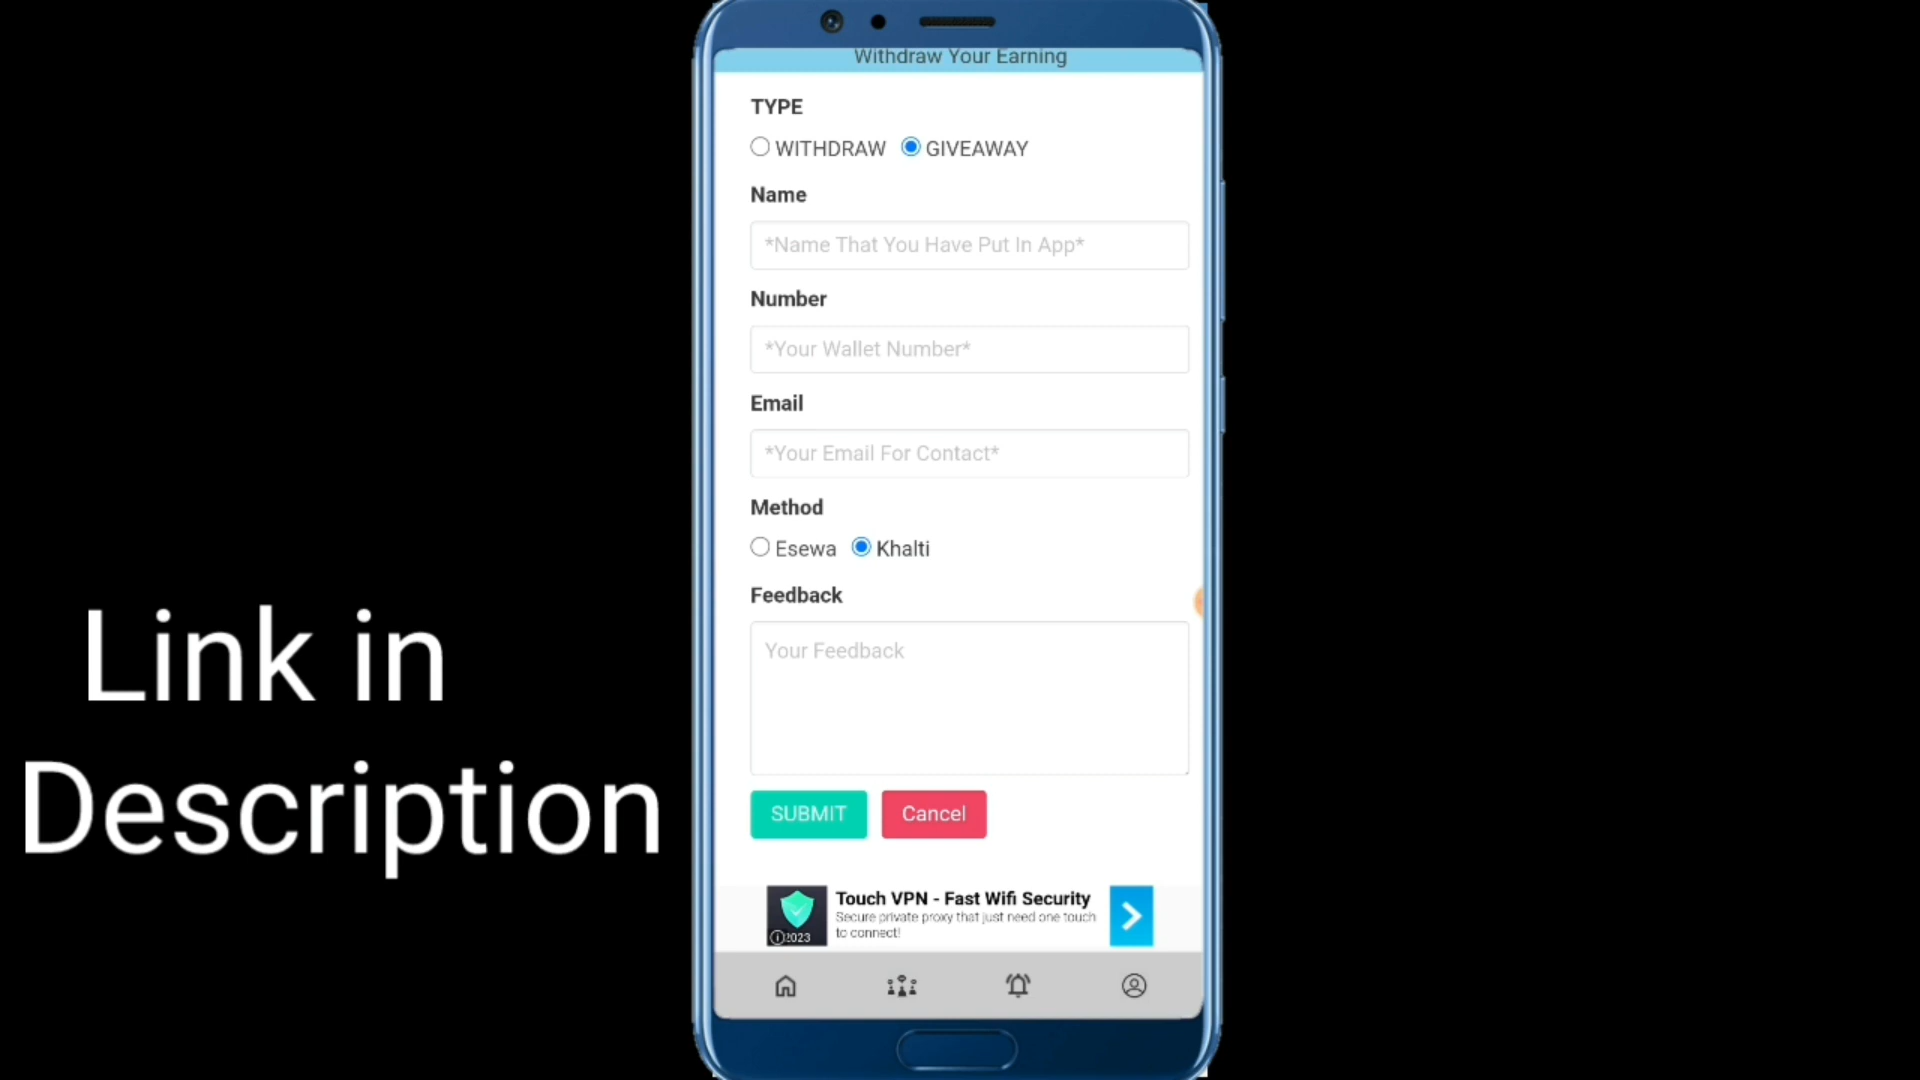 Withdraw Your Earning
TYPE
WITHDRAW GIVEAWAY
Name
*Name That You Have Put In App*
Number
*Your Wallet Number*
Email
*Your Email For Contact*
Method
Esewa Khalti
Feedback
Your Feedback
SUBMIT Cancel
Touch VPN - Fast Wifi Security
Secure private proxy that just need one touch
to connect!
2023
Link in
Description